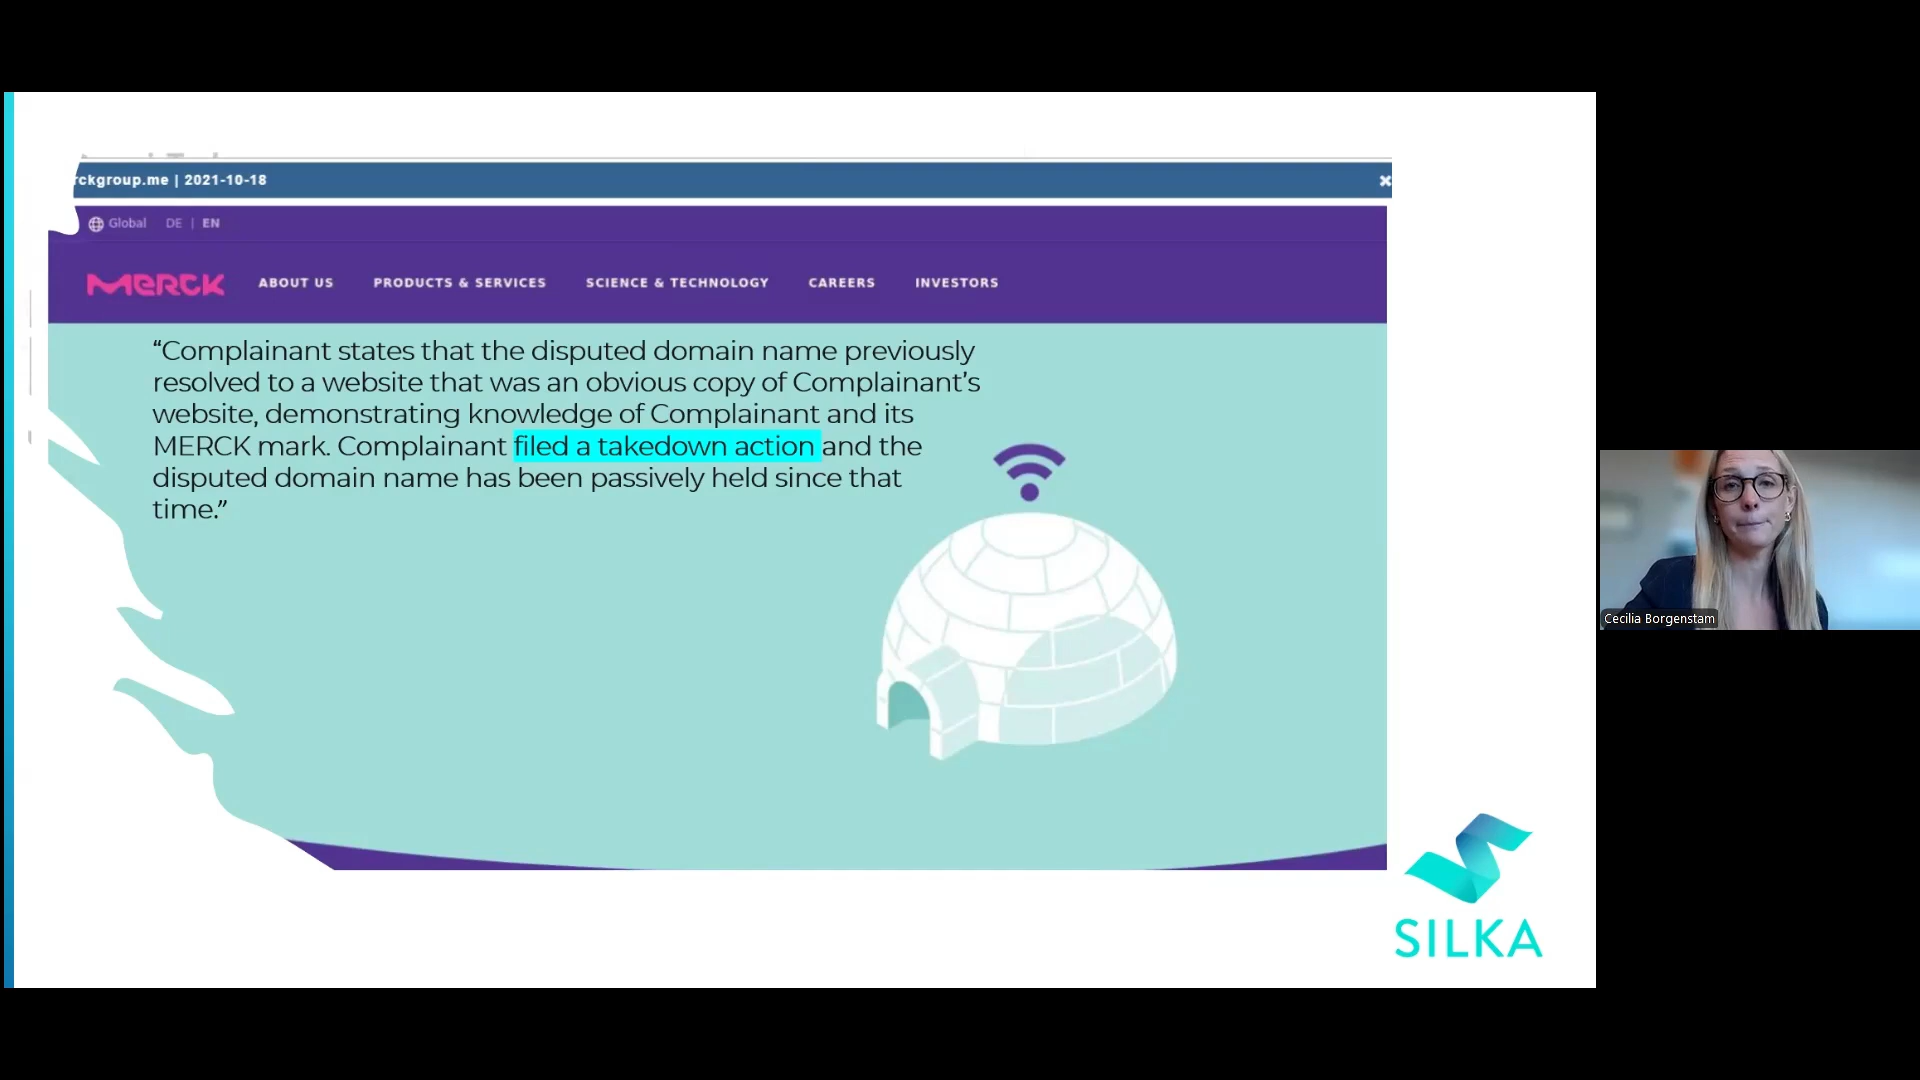 rckgroup.me | 2021-10-18
Global DE | EN
MERCK ABOUT US PRODUCTS & SERVICES SCIENCE & TECHNOLOGY CAREERS INVESTORS
“Complainant states that the disputed domain name previously
resolved to a website that was an obvious copy of Complainant’s
website, demonstrating knowledge of Complainant and its
MERCK mark. Complainant filed a takedown action and the
disputed domain name has been passively held since that
time.”
Cecilia Borgenstam
SILKA